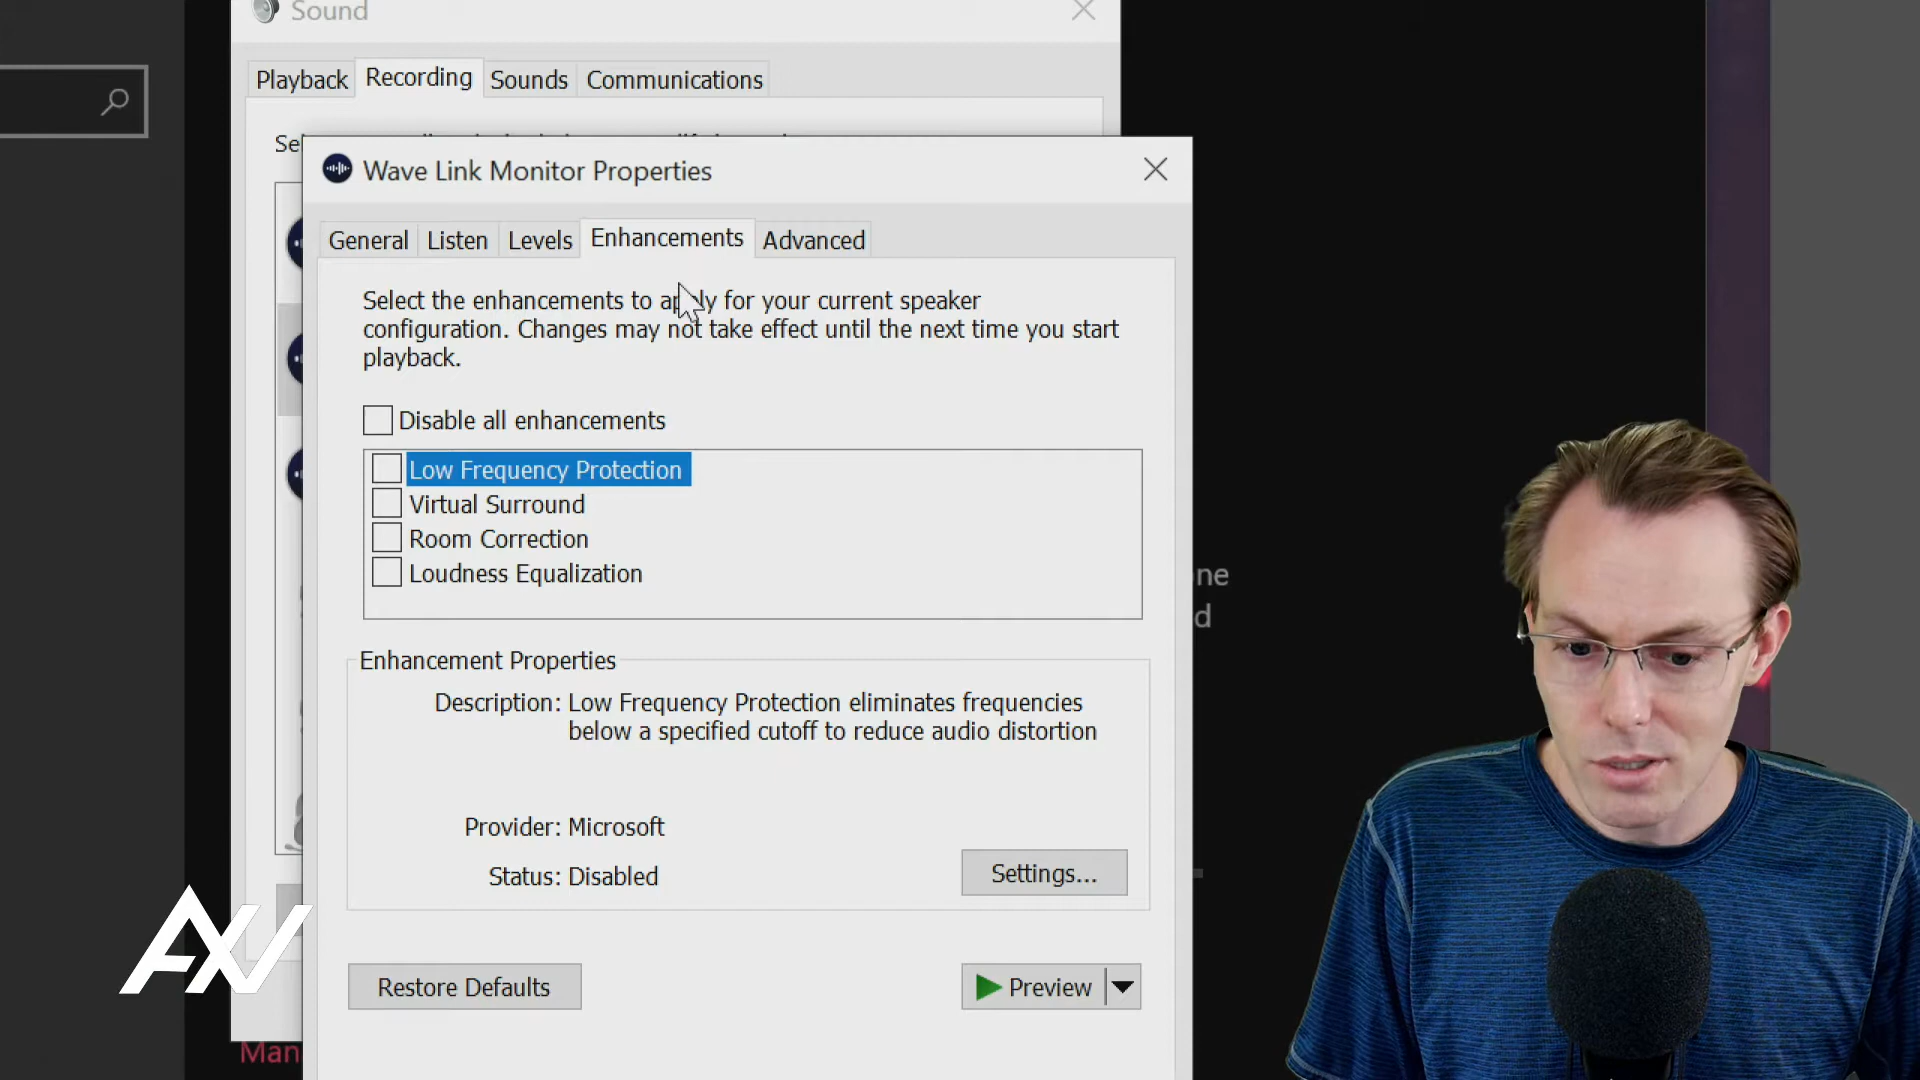 Sound
Playback
Recording
Sounds
Communications
Se
Wave Link Monitor Properties
General
Listen
Levels
Enhancements
Advanced
Select the enhancements to apply for your current speaker
configuration. Changes may not take effect until the next time you start
playback.
Disable all enhancements
Low Frequency Protection
Virtual Surround
Room Correction
Loudness Equalization
ne
d
Enhancement Properties
Description: Low Frequency Protection eliminates frequencies
below a specified cutoff to reduce audio distortion
Provider: Microsoft
Status: Disabled
Settings...
Restore Defaults
Preview
Man